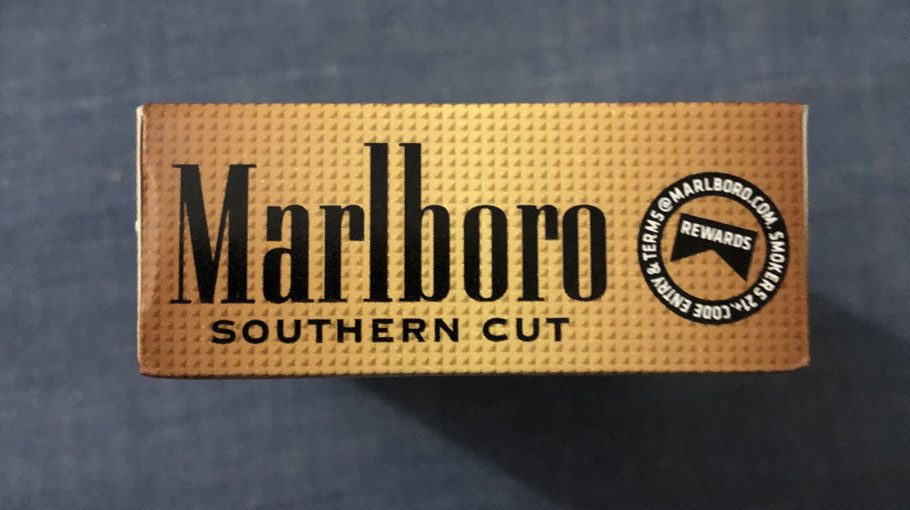 Marlboro
SOUTHERN CUT
REWARDS
CODE ENTRY & TERMS@MARLBORO.COM. SMOKERS 21+.